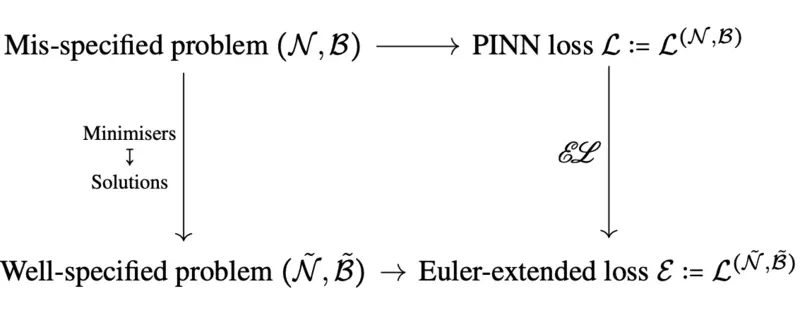 Mis-specified problem (𝒩, ℬ) ⟶ PINN loss ℒ := ℒ^(𝒩,ℬ)
Minimisers
↧
Solutions
ℰℒ
Well-specified problem (𝒩̃, ℬ̃) → Euler-extended loss ℰ := ℒ^(𝒩̃,ℬ̃)